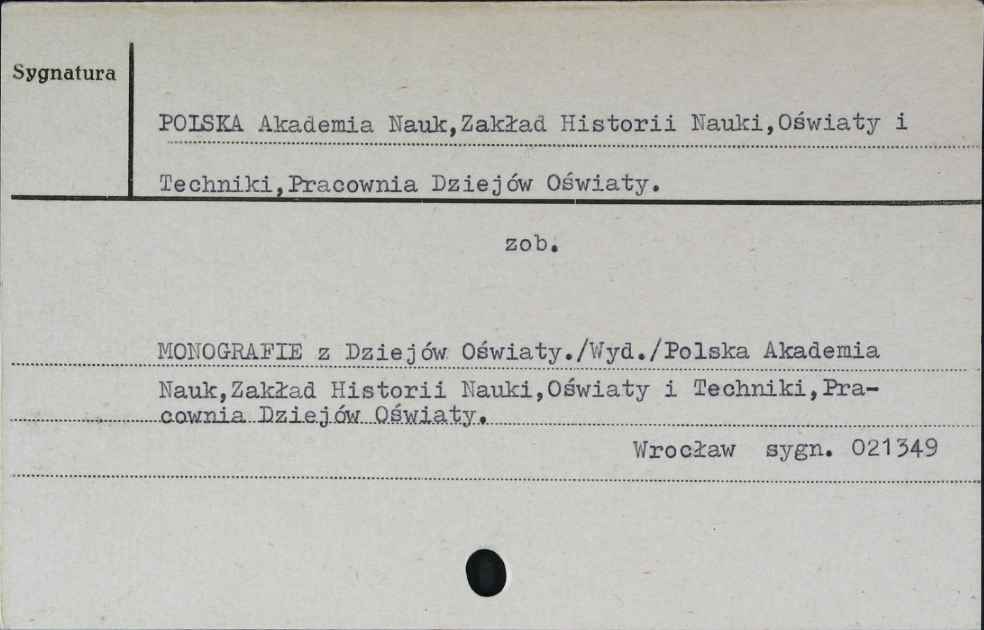 Sygnatura
POLSKA Akademia Nauk,Zakład Historii Nauki,Oświaty i
Techniki,Pracownia Dziejów Oświaty.
zob.
MONOGRAFIE z Dziejów Oświaty./Wyd./Polska Akademia
Nauk,Zakład Historii Nauki,Oświaty i Techniki,Pra-
cownia Dziejów Oświaty.
Wrocław sygn. 021349